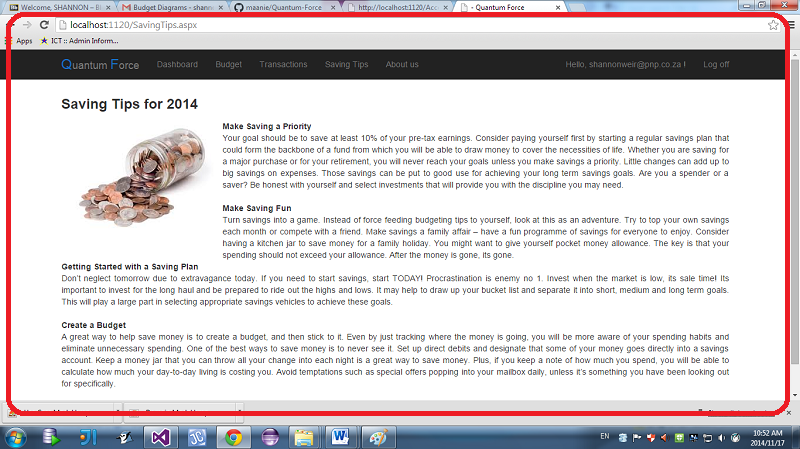 Welcome, SHANNON – B
Budget Diagrams - shann
maanie/Quantum-Force
http://localhost:1120/Acc
- Quantum Force
localhost:1120/SavingTips.aspx
Apps
ICT :: Admin Inform...
Quantum Force
Dashboard
Budget
Transactions
Saving Tips
About us
Hello, shannonweir@pnp.co.za !
Log off
Saving Tips for 2014
Make Saving a Priority
Your goal should be to save at least 10% of your pre-tax earnings. Consider paying yourself first by starting a regular savings plan that
could form the backbone of a fund from which you will be able to draw money to cover the necessities of life. Whether you are saving for
a major purchase or for your retirement, you will never reach your goals unless you make savings a priority. Little changes can add up to
big savings on expenses. Those savings can be put to good use for achieving your long term savings goals. Are you a spender or a
saver? Be honest with yourself and select investments that will provide you with the discipline you may need.
Make Saving Fun
Turn savings into a game. Instead of force feeding budgeting tips to yourself, look at this as an adventure. Try to top your own savings
each month or compete with a friend. Make savings a family affair – have a fun programme of savings for everyone to enjoy. Consider
having a kitchen jar to save money for a family holiday. You might want to give yourself pocket money allowance. The key is that your
spending should not exceed your allowance. After the money is gone, its gone.
Getting Started with a Saving Plan
Don't neglect tomorrow due to extravagance today. If you need to start savings, start TODAY! Procrastination is enemy no 1. Invest when the market is low, its sale time! Its
important to invest for the long haul and be prepared to ride out the highs and lows. It may help to draw up your bucket list and separate it into short, medium and long term goals.
This will play a large part in selecting appropriate savings vehicles to achieve these goals.
Create a Budget
A great way to help save money is to create a budget, and then stick to it. Even by just tracking where the money is going, you will be more aware of your spending habits and
eliminate unnecessary spending. One of the best ways to save money is to never see it. Set up direct debits and designate that some of your money goes directly into a savings
account. Keep a money jar that you can throw all your change into each night is a great way to save money. Plus, if you keep a note of how much you spend, you will be able to
calculate how much your day-to-day living is costing you. Avoid temptations such as special offers popping into your mailbox daily, unless it's something you have been looking out
for specifically.
EN
10:52 AM
2014/11/17